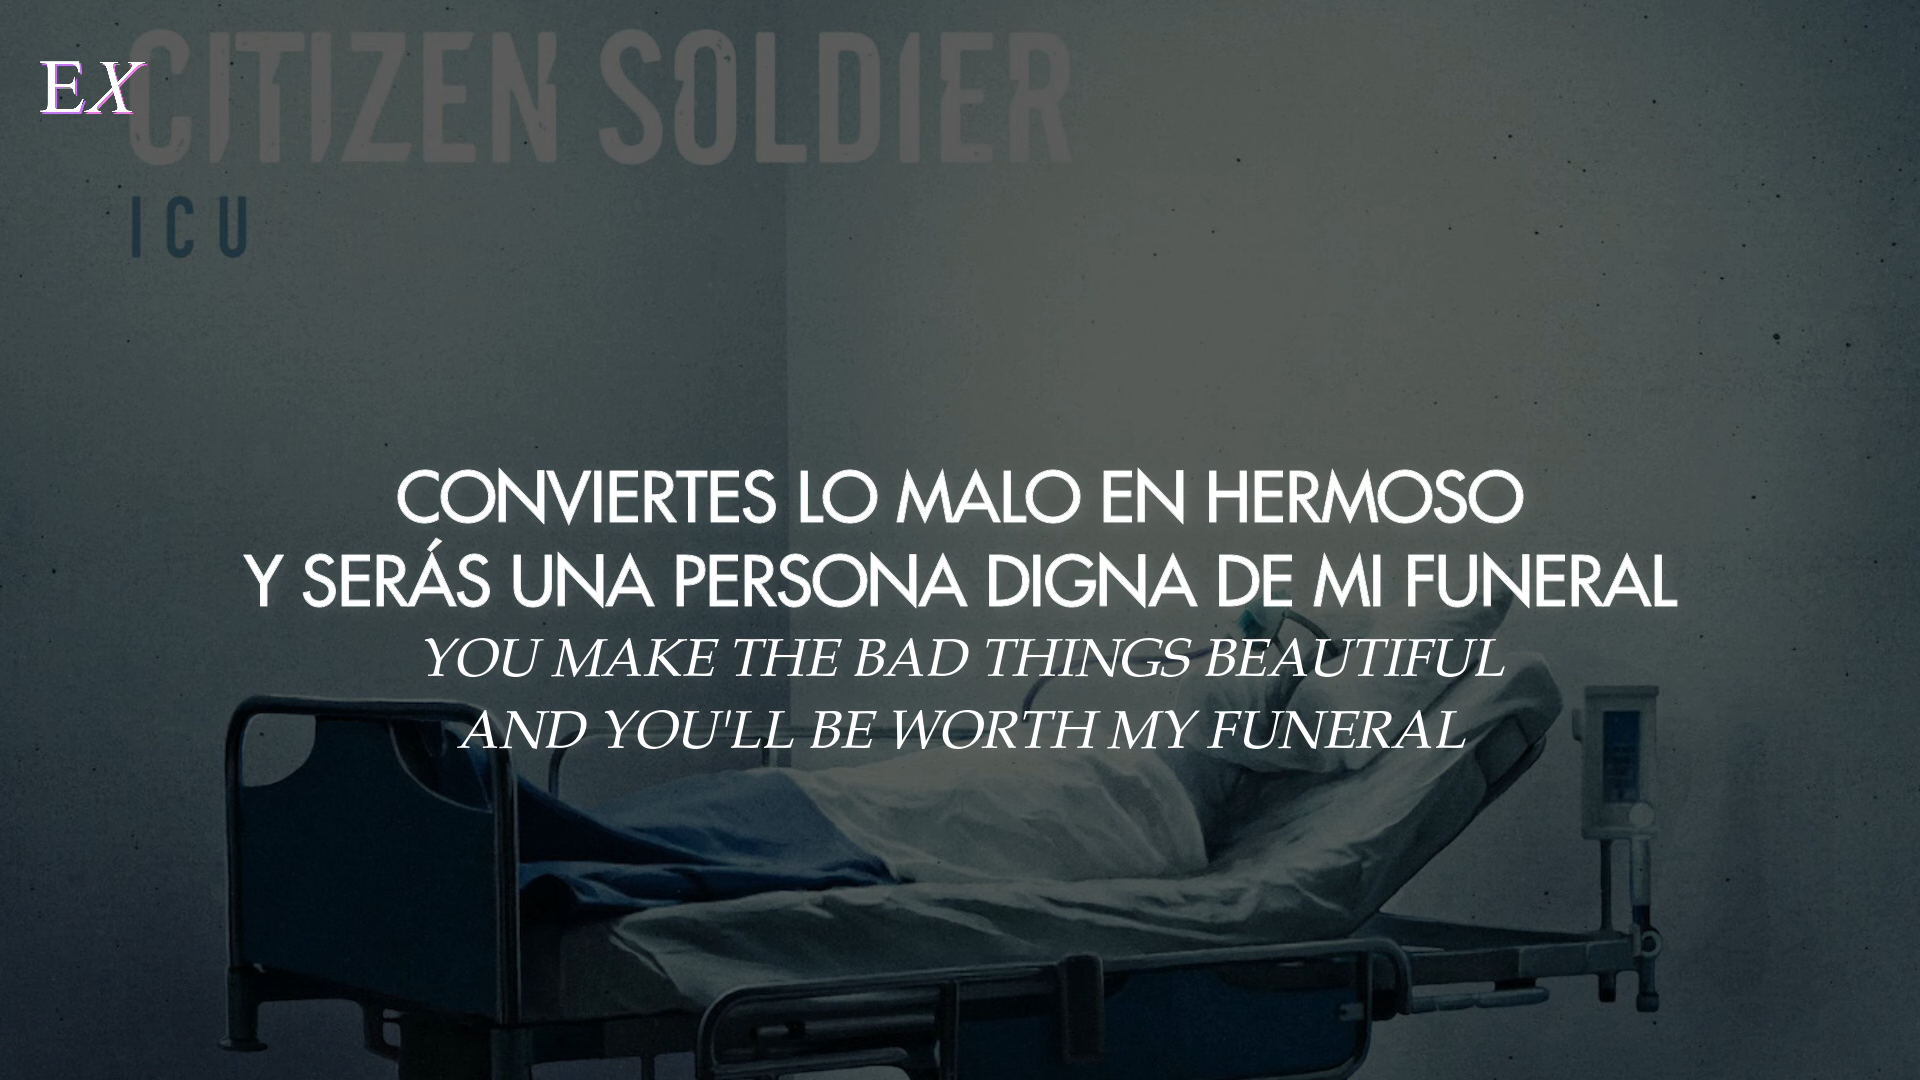 CITIZEN SOLDIER
EX
ICU
CONVIERTES LO MALO EN HERMOSO
Y SERÁS UNA PERSONA DIGNA DE MI FUNERAL
YOU MAKE THE BAD THINGS BEAUTIFUL
AND YOU'LL BE WORTH MY FUNERAL